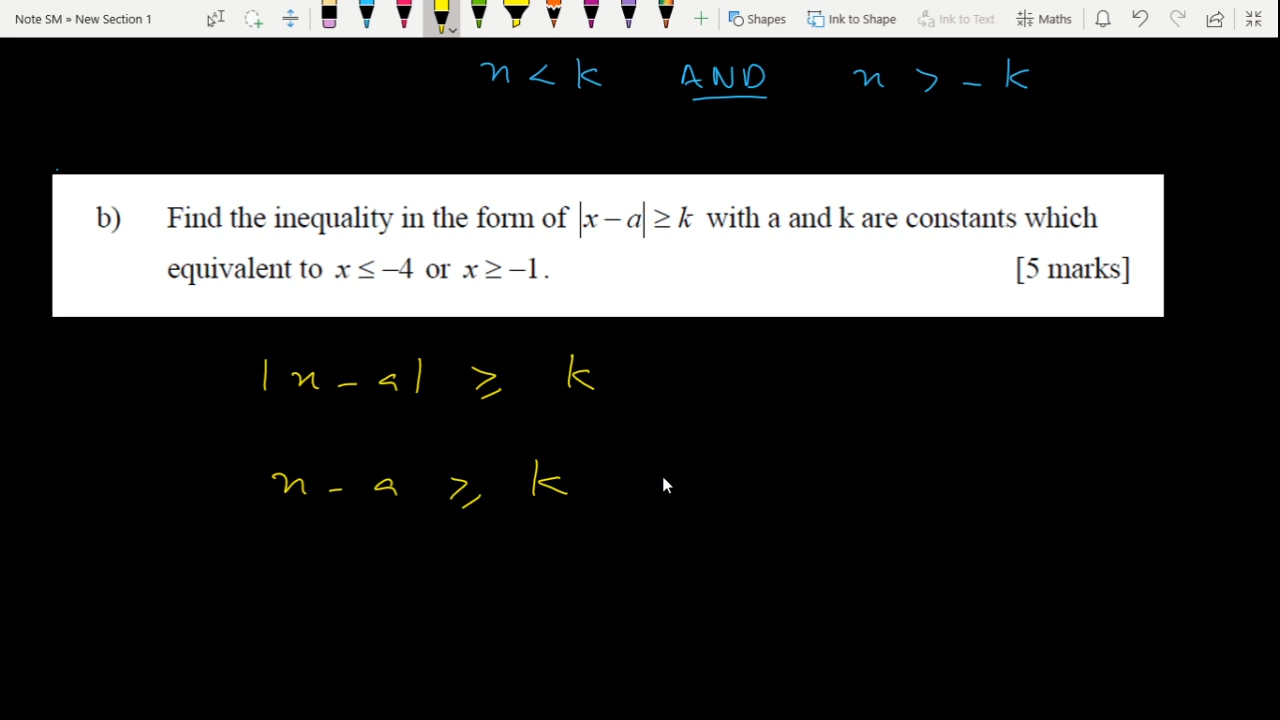 Note SM » New Section 1
Shapes Ink to Shape Ink to Text Maths
x < k AND x > - k
b) Find the inequality in the form of |x − a| ≥ k with a and k are constants which
equivalent to x ≤ −4 or x ≥ −1. [5 marks]
|x - a| ≥ k
x - a ≥ k